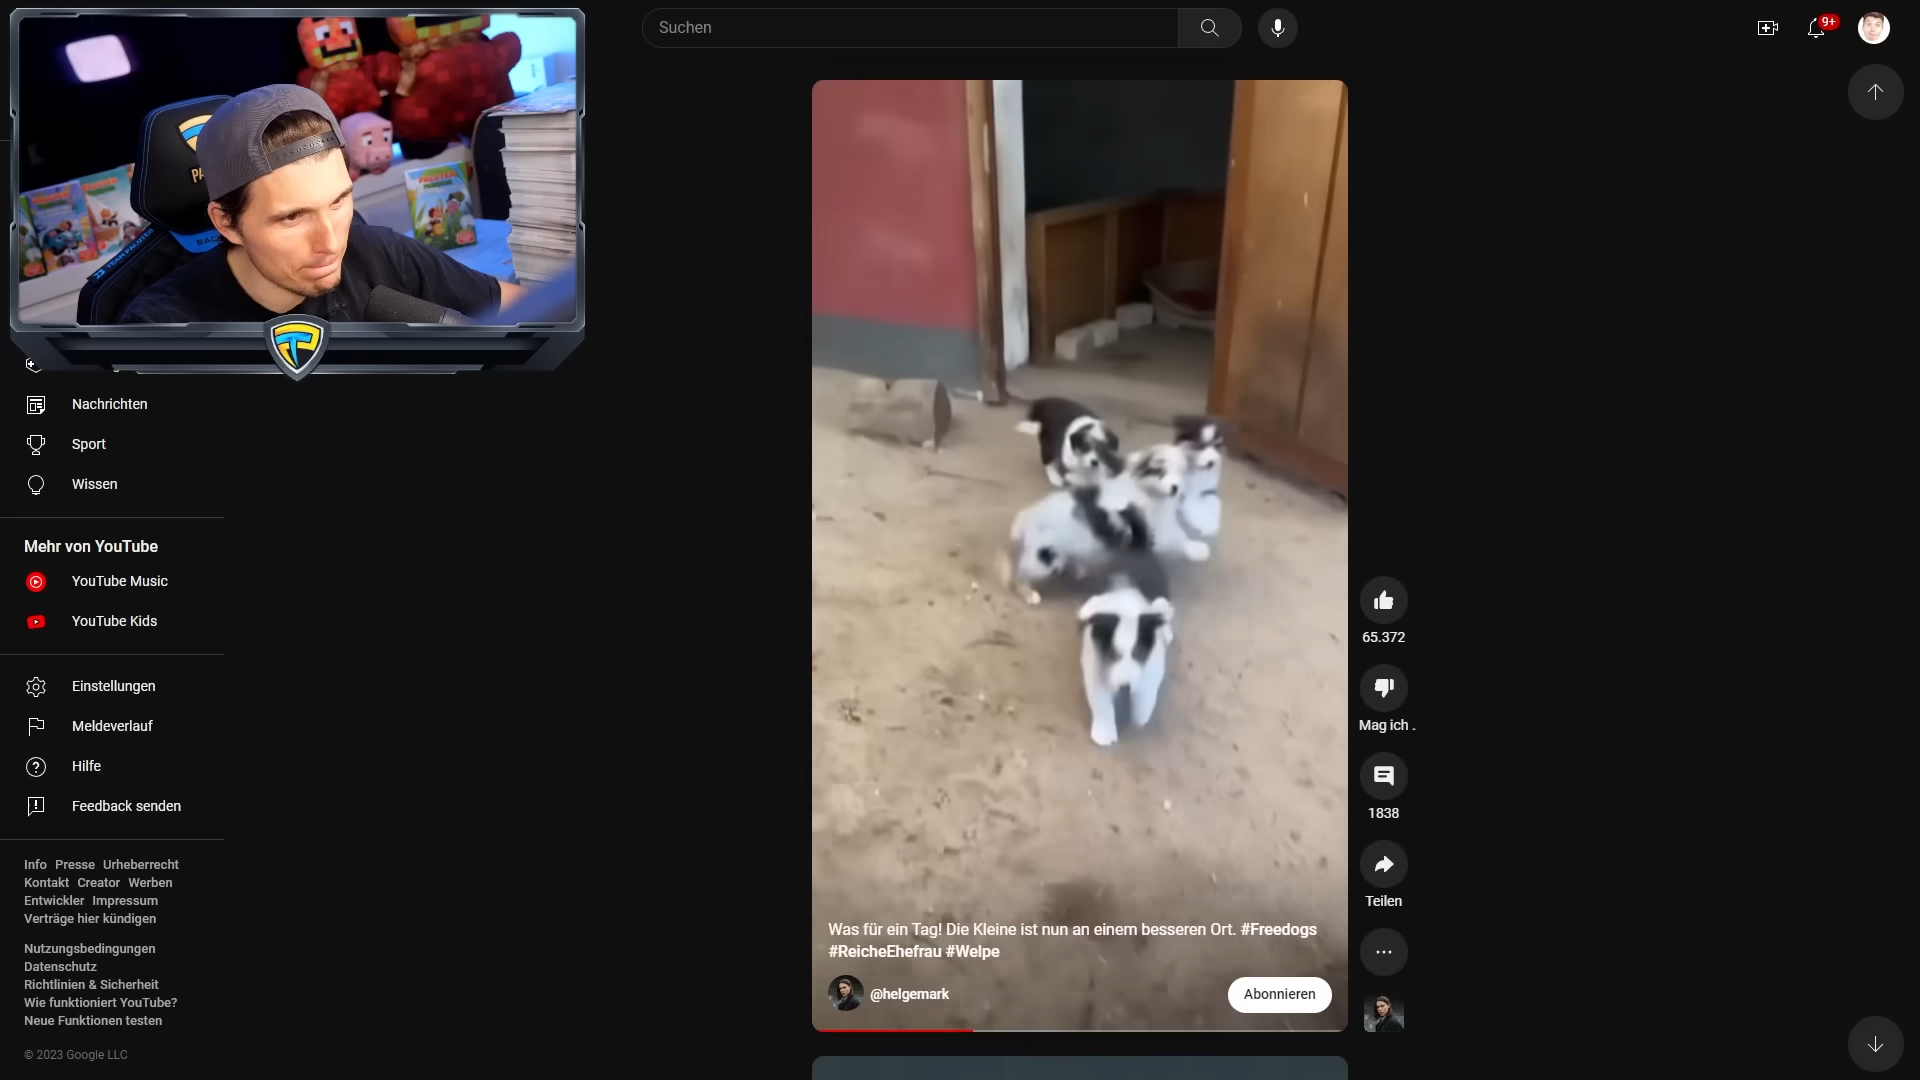 Suchen
9+
Nachrichten
Sport
Wissen
Mehr von YouTube
YouTube Music
YouTube Kids
Einstellungen
Meldeverlauf
Hilfe
Feedback senden
Info Presse Urheberrecht
Kontakt Creator Werben
Entwickler Impressum
Verträge hier kündigen
Nutzungsbedingungen
Datenschutz
Richtlinien & Sicherheit
Wie funktioniert YouTube?
Neue Funktionen testen
© 2023 Google LLC
Was für ein Tag! Die Kleine ist nun an einem besseren Ort. #Freedogs
#ReicheEhefrau #Welpe
@helgemark
Abonnieren
65.372
Mag ich .
1838
Teilen